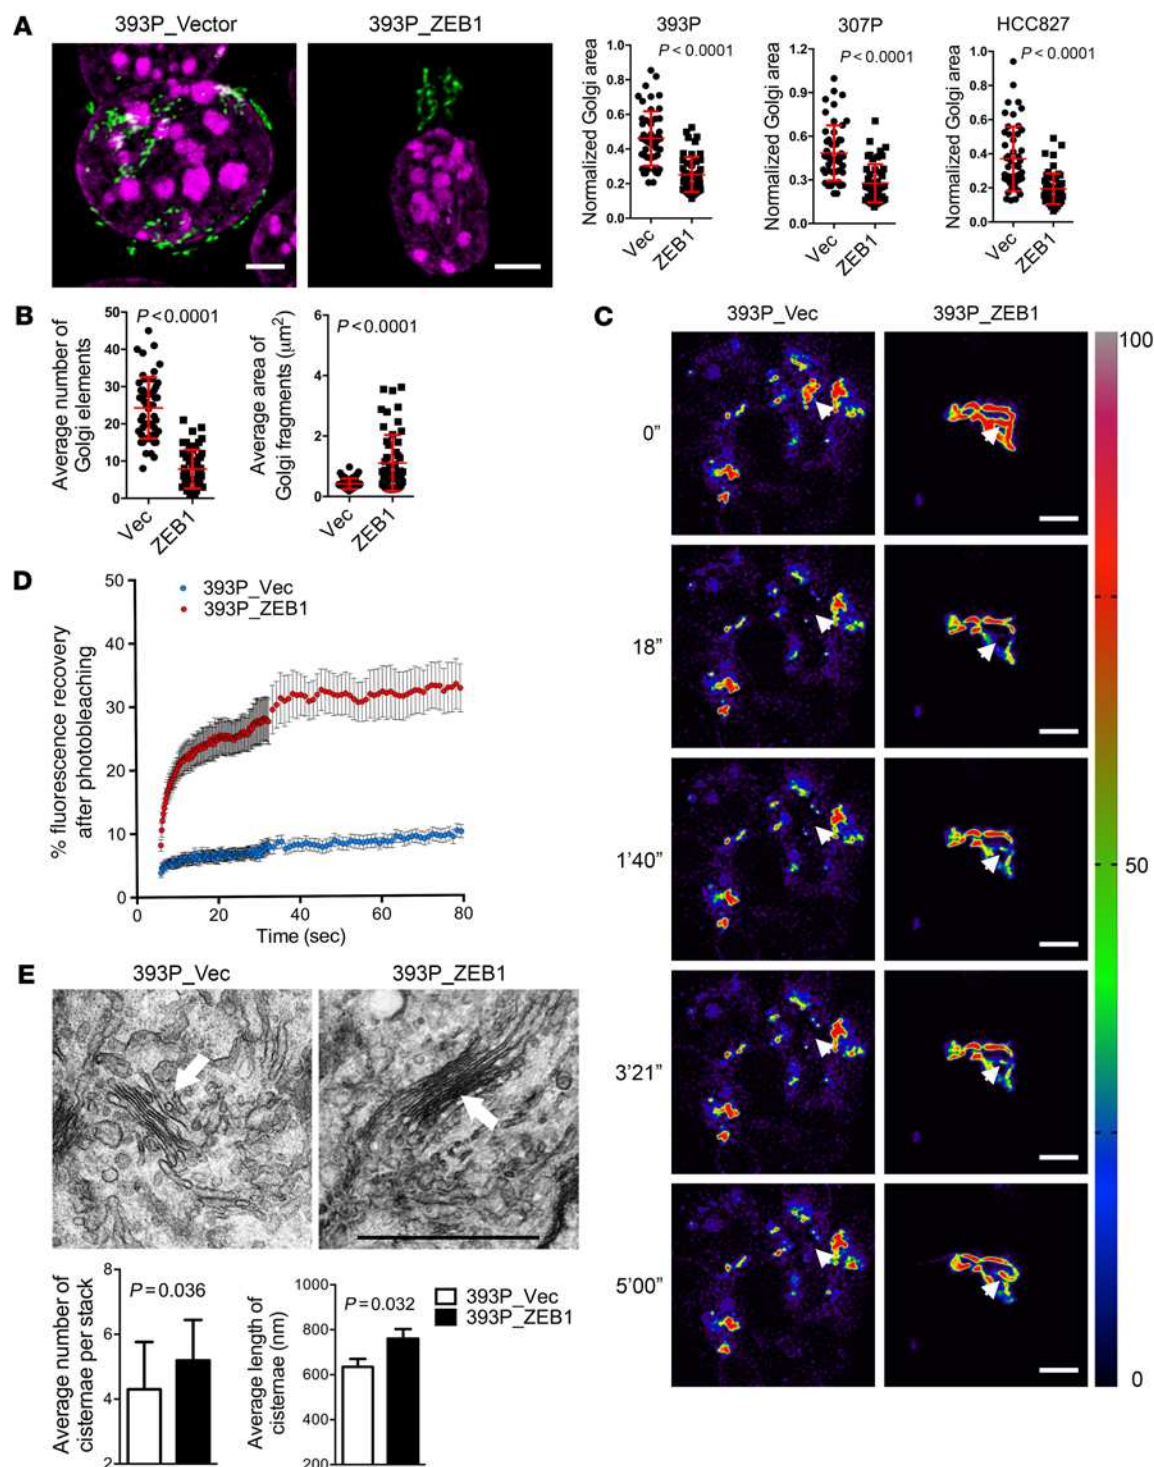 A
393P_Vector
393P_ZEB1
393P
P < 0.0001
Normalized Golgi area
1.0
0.8
0.6
0.4
0.2
0.0
Vec
ZEB1
307P
P < 0.0001
Normalized Golgi area
1.2
0.9
0.6
0.3
0.0
Vec
ZEB1
HCC827
P < 0.0001
Normalized Golgi area
1.0
0.8
0.6
0.4
0.2
0.0
Vec
ZEB1
B
P < 0.0001
Average number of
Golgi elements
50
40
30
20
10
0
Vec
ZEB1
P < 0.0001
Average area of
Golgi fragments (μm²)
6
4
2
0
Vec
ZEB1
C
393P_Vec
393P_ZEB1
0”
18”
1’40”
3’21”
5’00”
100
50
0
D
393P_Vec
393P_ZEB1
% fluorescence recovery
after photobleaching
50
40
30
20
10
0
0
20
40
60
80
Time (sec)
E
393P_Vec
393P_ZEB1
P = 0.036
Average number of
cisternae per stack
8
6
4
2
P = 0.032
Average length of
cisternae (nm)
1000
800
600
400
200
393P_Vec
393P_ZEB1